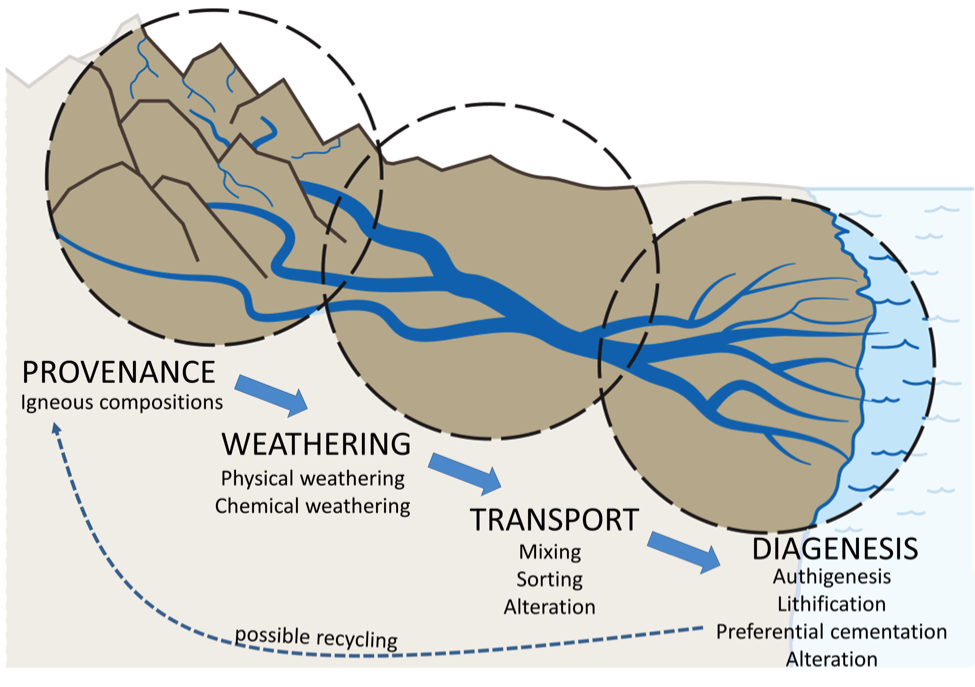 PROVENANCE
Igneous compositions
WEATHERING
Physical weathering
Chemical weathering
TRANSPORT
Mixing
Sorting
Alteration
DIAGENESIS
Authigenesis
Lithification
Preferential cementation
Alteration
possible recycling